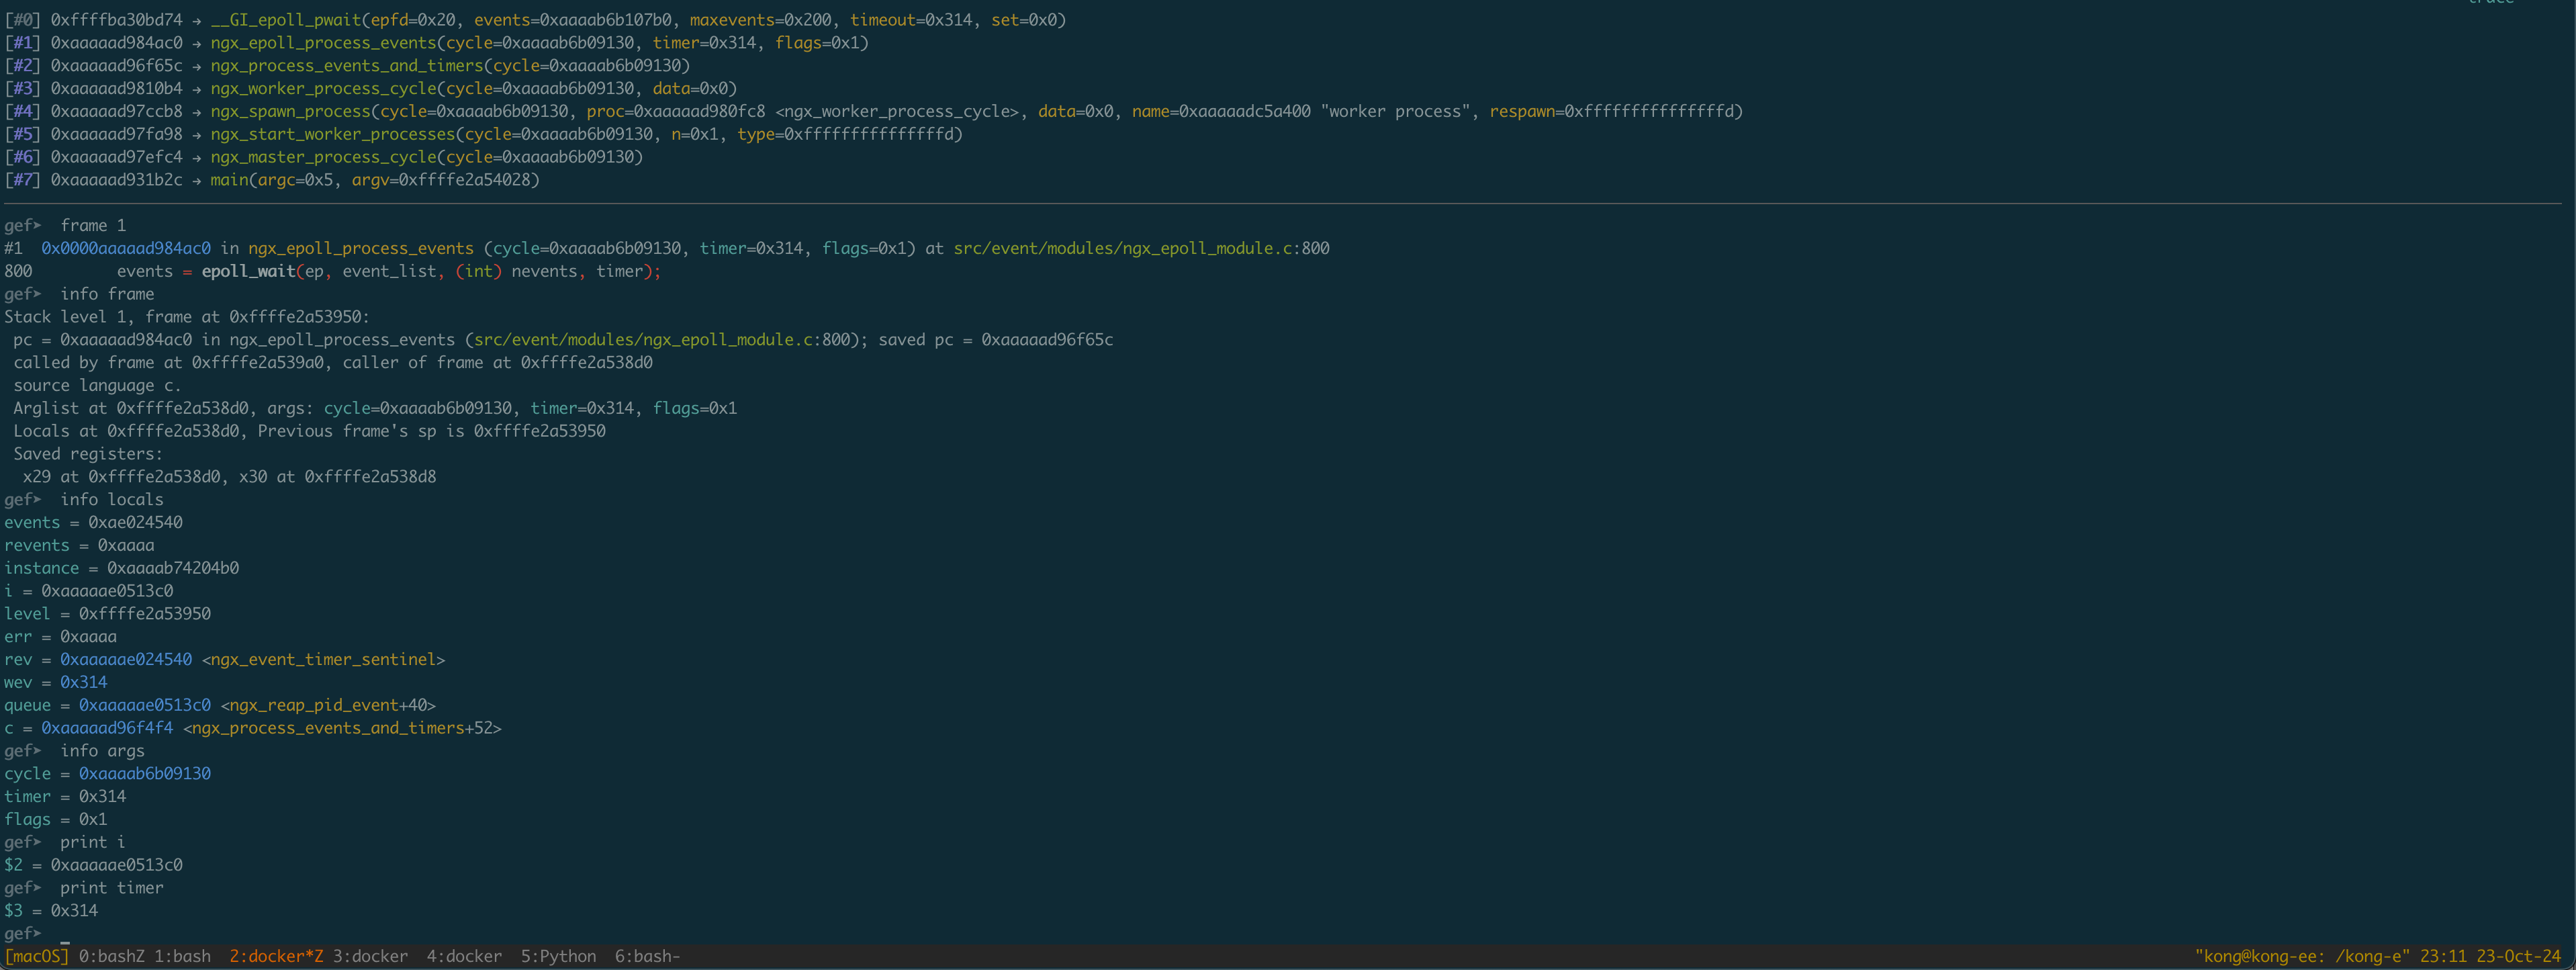 trace
[#0] 0xffffba30bd74 → __GI_epoll_pwait(epfd=0x20, events=0xaaaab6b107b0, maxevents=0x200, timeout=0x314, set=0x0)
[#1] 0xaaaaad984ac0 → ngx_epoll_process_events(cycle=0xaaaab6b09130, timer=0x314, flags=0x1)
[#2] 0xaaaaad96f65c → ngx_process_events_and_timers(cycle=0xaaaab6b09130)
[#3] 0xaaaaad9810b4 → ngx_worker_process_cycle(cycle=0xaaaab6b09130, data=0x0)
[#4] 0xaaaaad97ccb8 → ngx_spawn_process(cycle=0xaaaab6b09130, proc=0xaaaaad980fc8 <ngx_worker_process_cycle>, data=0x0, name=0xaaaaadc5a400 "worker process", respawn=0xfffffffffffffffd)
[#5] 0xaaaaad97fa98 → ngx_start_worker_processes(cycle=0xaaaab6b09130, n=0x1, type=0xfffffffffffffffd)
[#6] 0xaaaaad97efc4 → ngx_master_process_cycle(cycle=0xaaaab6b09130)
[#7] 0xaaaaad931b2c → main(argc=0x5, argv=0xffffe2a54028)
gef➤  frame 1
#1  0x0000aaaaad984ac0 in ngx_epoll_process_events (cycle=0xaaaab6b09130, timer=0x314, flags=0x1) at src/event/modules/ngx_epoll_module.c:800
800         events = epoll_wait(ep, event_list, (int) nevents, timer);
gef➤  info frame
Stack level 1, frame at 0xffffe2a53950:
 pc = 0xaaaaad984ac0 in ngx_epoll_process_events (src/event/modules/ngx_epoll_module.c:800); saved pc = 0xaaaaad96f65c
 called by frame at 0xffffe2a539a0, caller of frame at 0xffffe2a538d0
 source language c.
 Arglist at 0xffffe2a538d0, args: cycle=0xaaaab6b09130, timer=0x314, flags=0x1
 Locals at 0xffffe2a538d0, Previous frame's sp is 0xffffe2a53950
 Saved registers:
  x29 at 0xffffe2a538d0, x30 at 0xffffe2a538d8
gef➤  info locals
events = 0xae024540
revents = 0xaaaa
instance = 0xaaaab74204b0
i = 0xaaaaae0513c0
level = 0xffffe2a53950
err = 0xaaaa
rev = 0xaaaaae024540 <ngx_event_timer_sentinel>
wev = 0x314
queue = 0xaaaaae0513c0 <ngx_reap_pid_event+40>
c = 0xaaaaad96f4f4 <ngx_process_events_and_timers+52>
gef➤  info args
cycle = 0xaaaab6b09130
timer = 0x314
flags = 0x1
gef➤  print i
$2 = 0xaaaaae0513c0
gef➤  print timer
$3 = 0x314
gef➤
[macOS] 0:bashZ 1:bash  2:docker*Z 3:docker  4:docker  5:Python  6:bash- "kong@kong-ee: /kong-e" 23:11 23-Oct-24